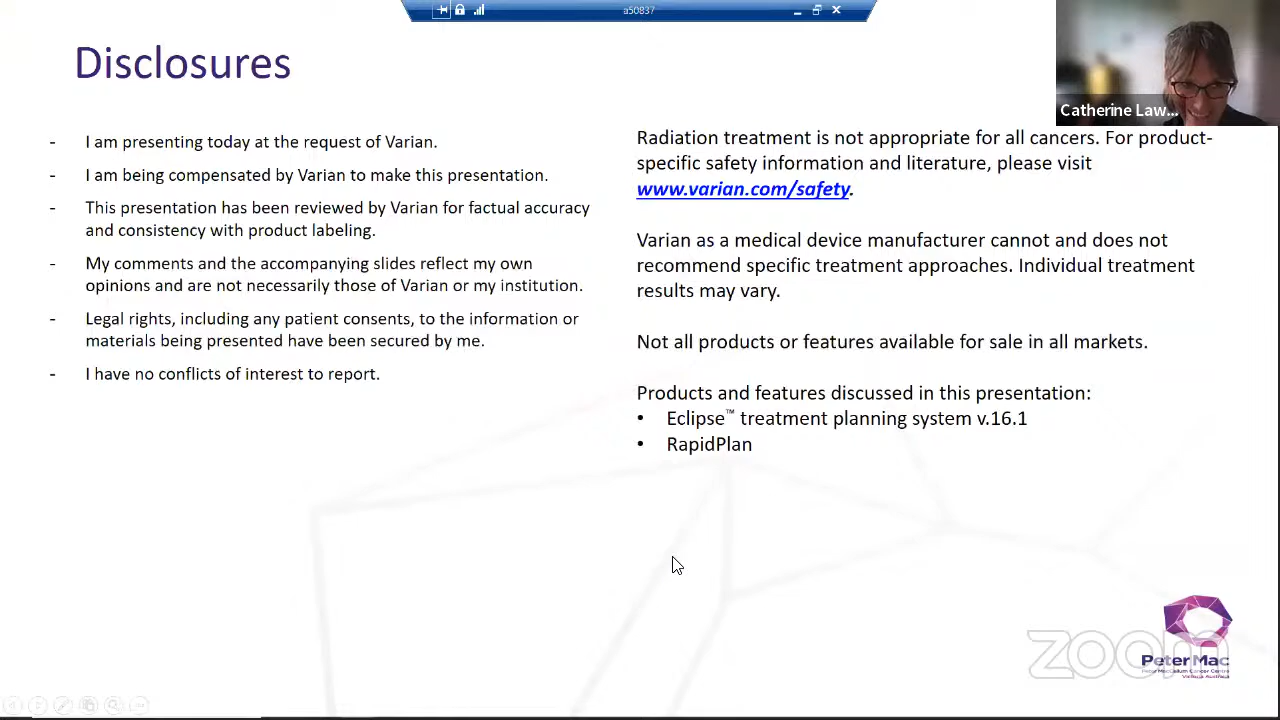 a50837
Disclosures
Catherine Law...
- I am presenting today at the request of Varian.
- I am being compensated by Varian to make this presentation.
- This presentation has been reviewed by Varian for factual accuracy
and consistency with product labeling.
- My comments and the accompanying slides reflect my own
opinions and are not necessarily those of Varian or my institution.
- Legal rights, including any patient consents, to the information or
materials being presented have been secured by me.
- I have no conflicts of interest to report.
Radiation treatment is not appropriate for all cancers. For product-
specific safety information and literature, please visit
www.varian.com/safety.
Varian as a medical device manufacturer cannot and does not
recommend specific treatment approaches. Individual treatment
results may vary.
Not all products or features available for sale in all markets.
Products and features discussed in this presentation:
• Eclipse™ treatment planning system v.16.1
• RapidPlan
zoom
Peter Mac
Peter MacCallum Cancer Centre
Victoria Australia